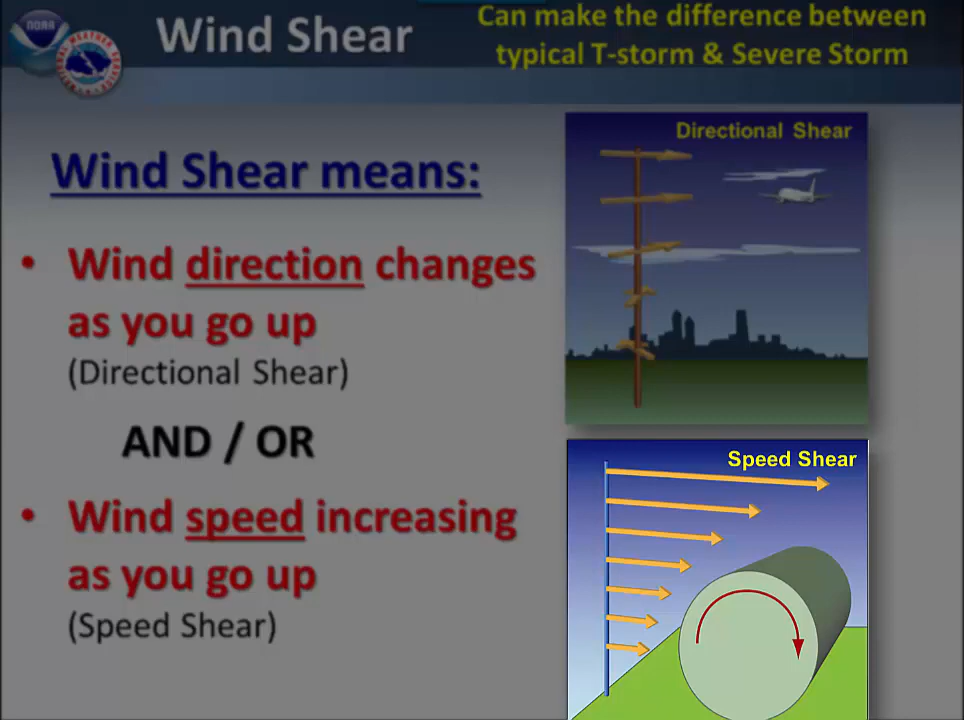 NOAA
Wind Shear
Can make the difference between
typical T-storm & Severe Storm
Wind Shear means:
• Wind direction changes
as you go up
(Directional Shear)
AND / OR
• Wind speed increasing
as you go up
(Speed Shear)
Directional Shear
Speed Shear